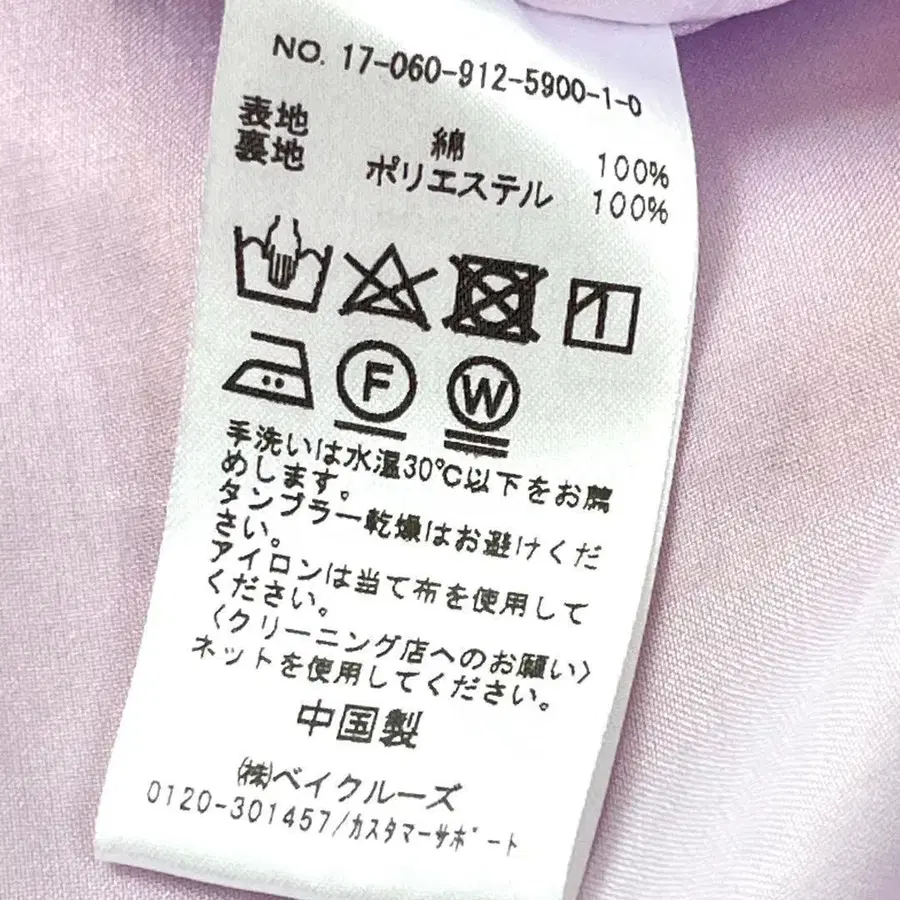 NO. 17-060-912-5900-1-0
表地 綿 100%
裏地 ポリエステル 100%
F W
手洗いは水温30℃以下をお薦
めします。
タンブラー乾燥はお避けくだ
さい。
アイロンは当て布を使用して
ください。
〈クリーニング店へのお願い〉
ネットを使用してください。
中国製
㈱ベイクルーズ
0120-301457/カスタマーサポート